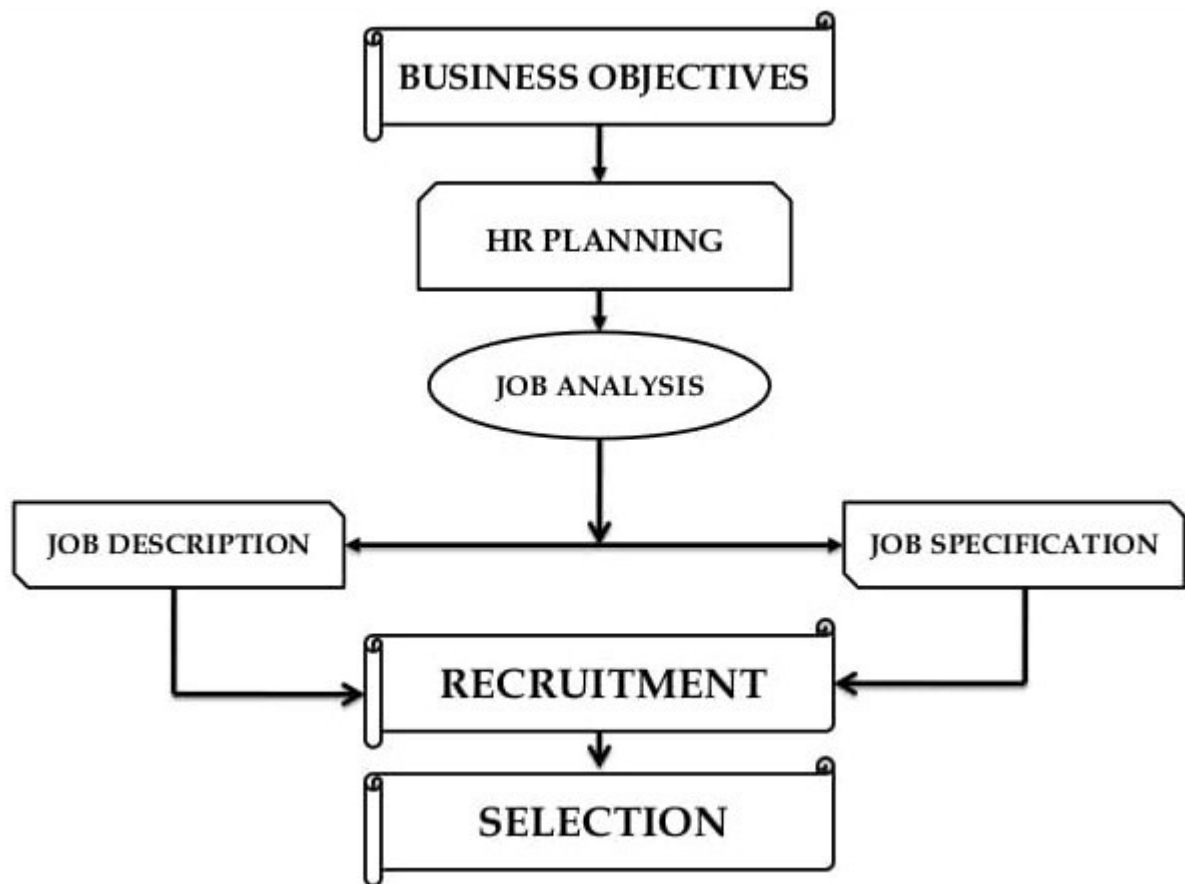 BUSINESS OBJECTIVES
HR PLANNING
JOB ANALYSIS
JOB DESCRIPTION
JOB SPECIFICATION
RECRUITMENT
SELECTION